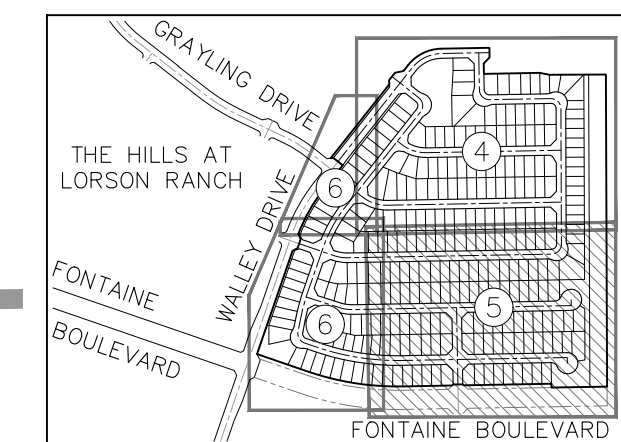 GRAYLING DRIVE
THE HILLS AT
LORSON RANCH
4
6
WALLEY DRIVE
FONTAINE
BOULEVARD
5
6
FONTAINE BOULEVARD